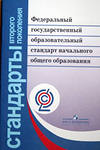 стандарты
второго поколения
Федеральный
государственный
образовательный
стандарт начального
общего образования